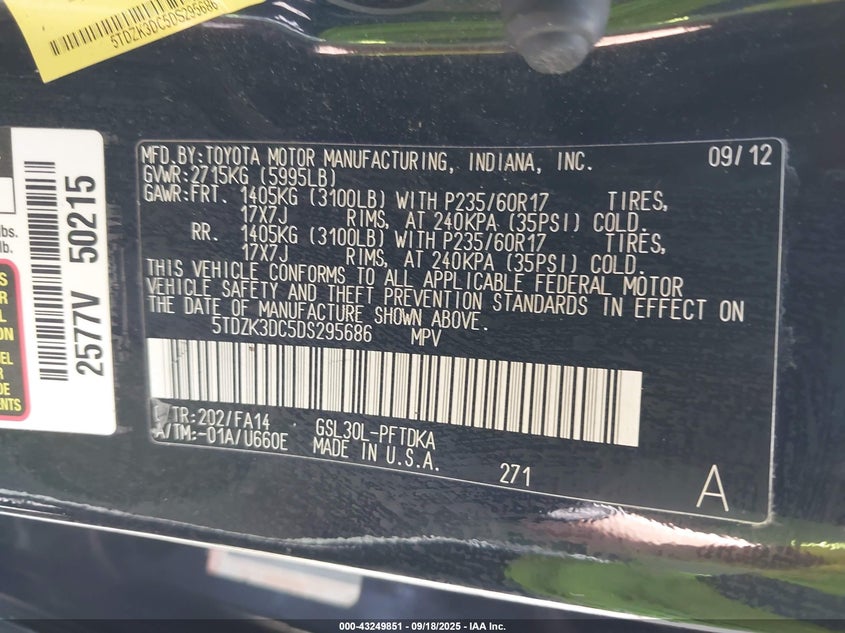 5TDZK3DC5DS295686
2577V 50215
lbs.
lb.
MFD.BY:TOYOTA MOTOR MANUFACTURING, INDIANA, INC. 09/12
GVWR:2715KG (5995LB)
GAWR:FRT. 1405KG (3100LB) WITH P235/60R17 TIRES,
17X7J RIMS, AT 240KPA (35PSI) COLD.
RR. 1405KG (3100LB) WITH P235/60R17 TIRES,
17X7J RIMS, AT 240KPA (35PSI) COLD.
THIS VEHICLE CONFORMS TO ALL APPLICABLE FEDERAL MOTOR
VEHICLE SAFETY AND THEFT PREVENTION STANDARDS IN EFFECT ON
THE DATE OF MANUFACTURE SHOWN ABOVE.
5TDZK3DC5DS295686 MPV
C/TR:202/FA14 GSL30L-PFTDKA
A/TM:-01A/U660E MADE IN U.S.A.
271
A
000-43249851 - 09/18/2025 - IAA Inc.